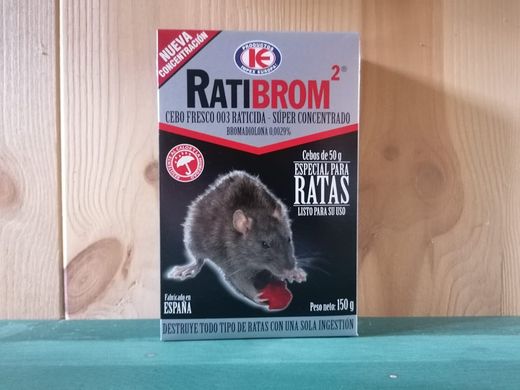 NUEVA
CONCENTRACIÓN
PRODUCTOS
IE
RATIBROM 2®
CEBO FRESCO 003 RATICIDA - SÚPER CONCENTRADO
BROMADIOLONA 0,0029%
Cebos de 50 g
ESPECIAL PARA
RATAS
LISTO PARA SU USO
Fabricado en
ESPAÑA
Peso neto: 150 g
DESTRUYE TODO TIPO DE RATAS CON UNA SOLA INGESTIÓN